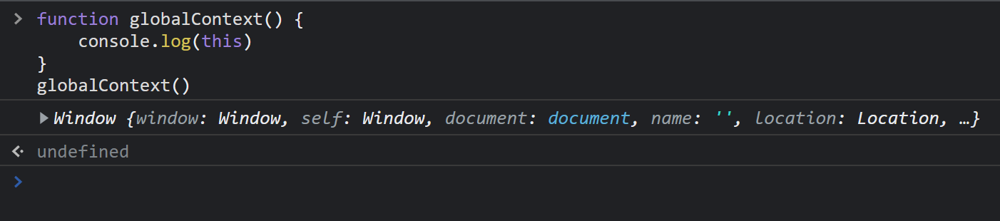 function globalContext() {
    console.log(this)
}
globalContext()
Window {window: Window, self: Window, document: document, name: '', location: Location, …}
undefined